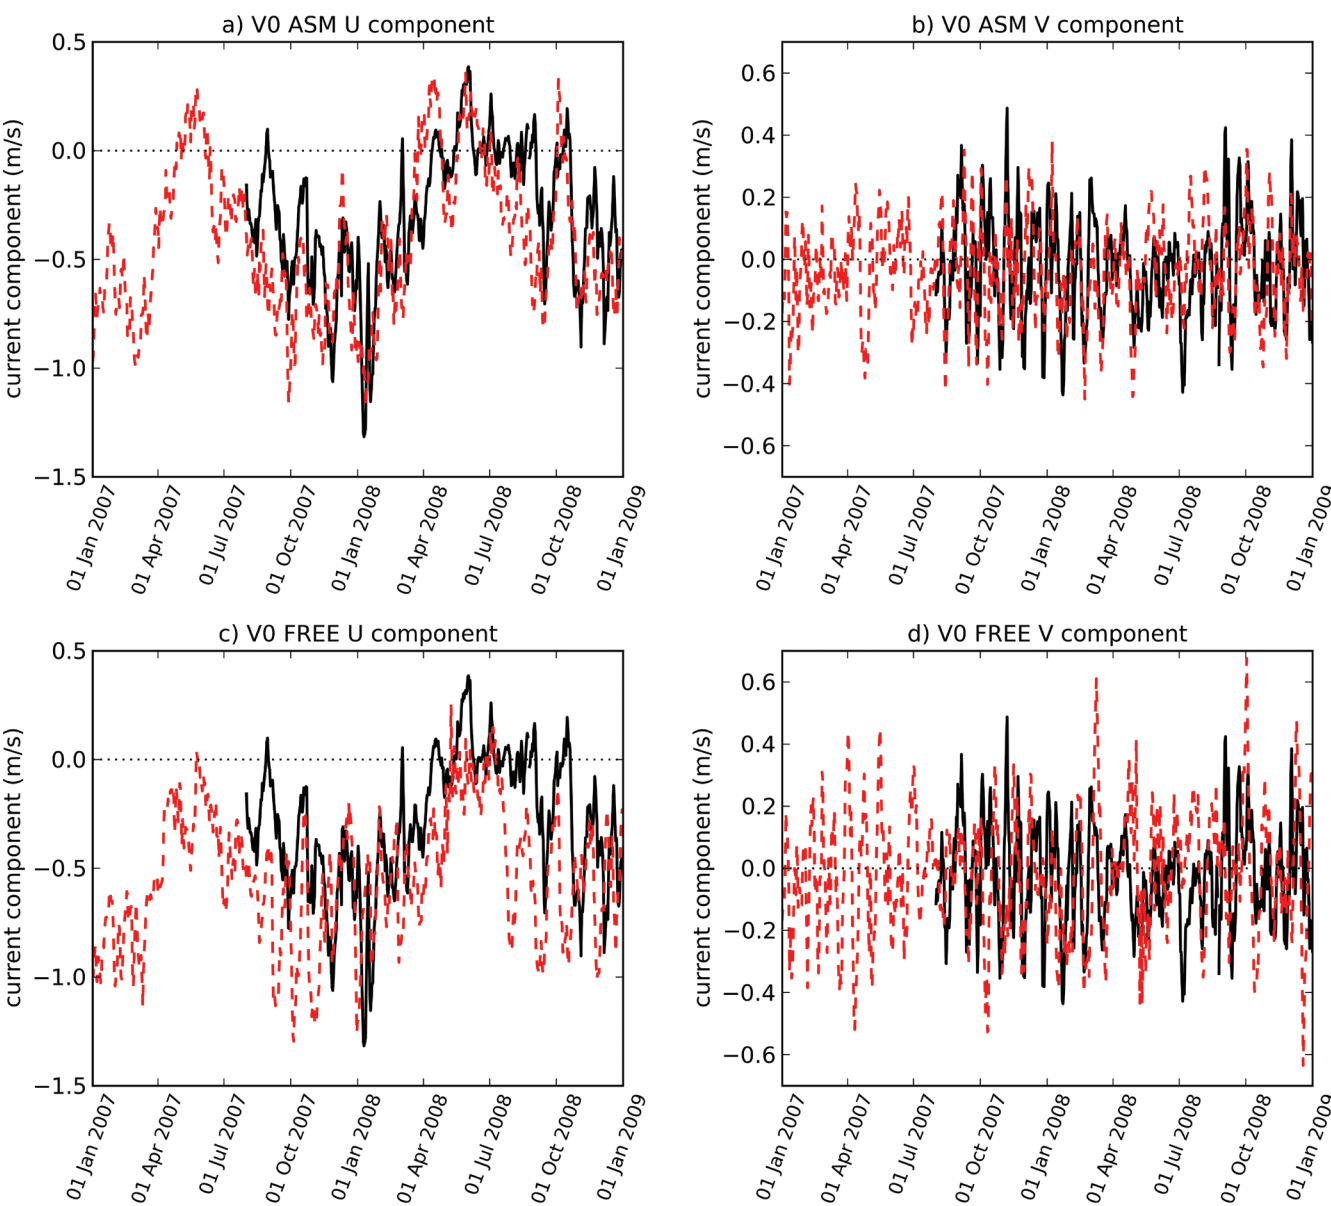 a) V0 ASM U component
b) V0 ASM V component
current component (m/s)
0.5
0.0
−0.5
−1.0
−1.5
01 Jan 2007
01 Apr 2007
01 Jul 2007
01 Oct 2007
01 Jan 2008
01 Apr 2008
01 Jul 2008
01 Oct 2008
01 Jan 2009
current component (m/s)
0.6
0.4
0.2
0.0
−0.2
−0.4
−0.6
01 Jan 2007
01 Apr 2007
01 Jul 2007
01 Oct 2007
01 Jan 2008
01 Apr 2008
01 Jul 2008
01 Oct 2008
01 Jan 2009
c) V0 FREE U component
d) V0 FREE V component
current component (m/s)
0.5
0.0
−0.5
−1.0
−1.5
01 Jan 2007
01 Apr 2007
01 Jul 2007
01 Oct 2007
01 Jan 2008
01 Apr 2008
01 Jul 2008
01 Oct 2008
01 Jan 2009
current component (m/s)
0.6
0.4
0.2
0.0
−0.2
−0.4
−0.6
01 Jan 2007
01 Apr 2007
01 Jul 2007
01 Oct 2007
01 Jan 2008
01 Apr 2008
01 Jul 2008
01 Oct 2008
01 Jan 2009